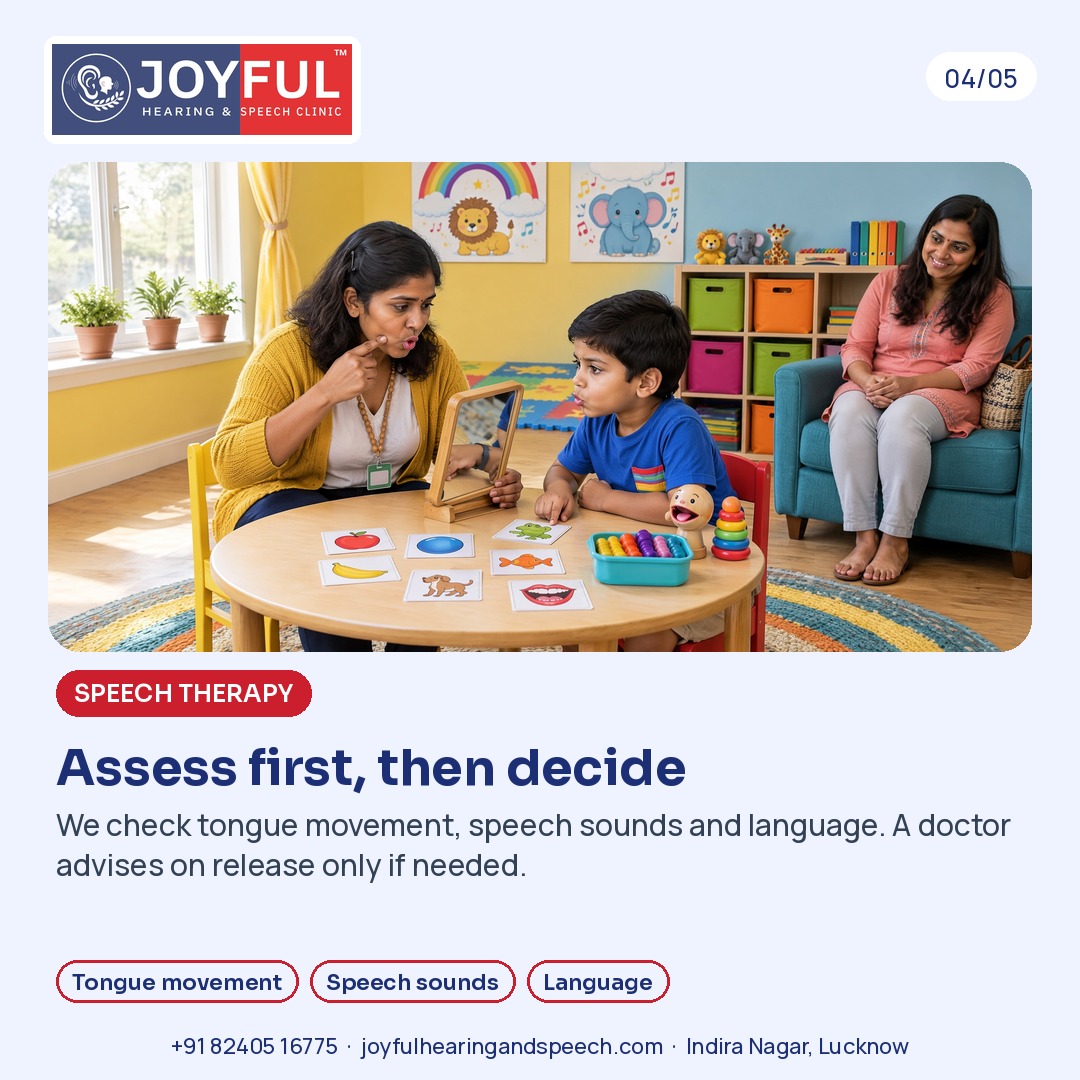 JOYFUL™
HEARING & SPEECH CLINIC
04/05
SPEECH THERAPY
Assess first, then decide
We check tongue movement, speech sounds and language. A doctor
advises on release only if needed.
Tongue movement
Speech sounds
Language
+91 82405 16775 · joyfulhearingandspeech.com · Indira Nagar, Lucknow